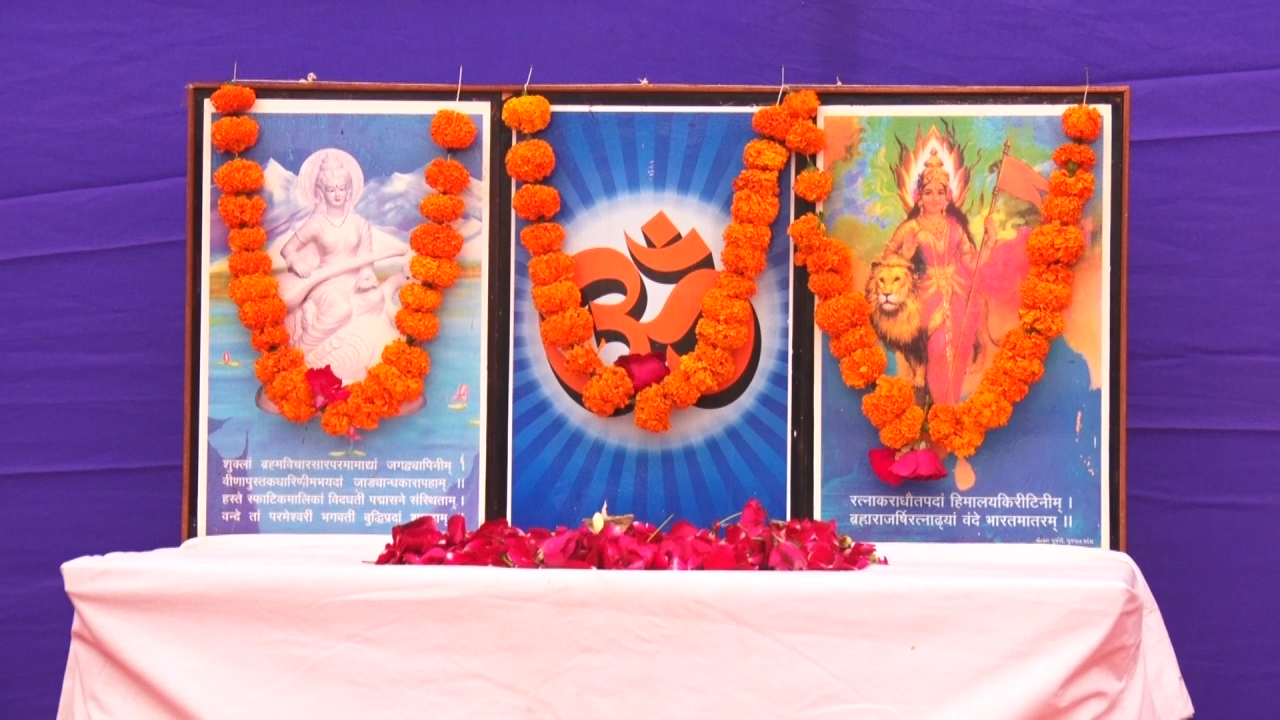 शुक्लां ब्रह्मविचारसारपरमामाद्यां जगद्व्यापिनीम् ।
वीणापुस्तकधारिणीमभयदां जाड्यान्धकारापहाम् ॥
हस्ते स्फाटिकमालिकां विदधतीं पद्मासने संस्थिताम् ।
वन्दे तां परमेश्वरीं भगवतीं बुद्धिप्रदां
ॐ
रत्नाकराधौतपदां हिमालयकिरीटिनीम् ।
ब्रह्मराजर्षिरत्नाढ्यां वंदे भारतमातरम् ॥